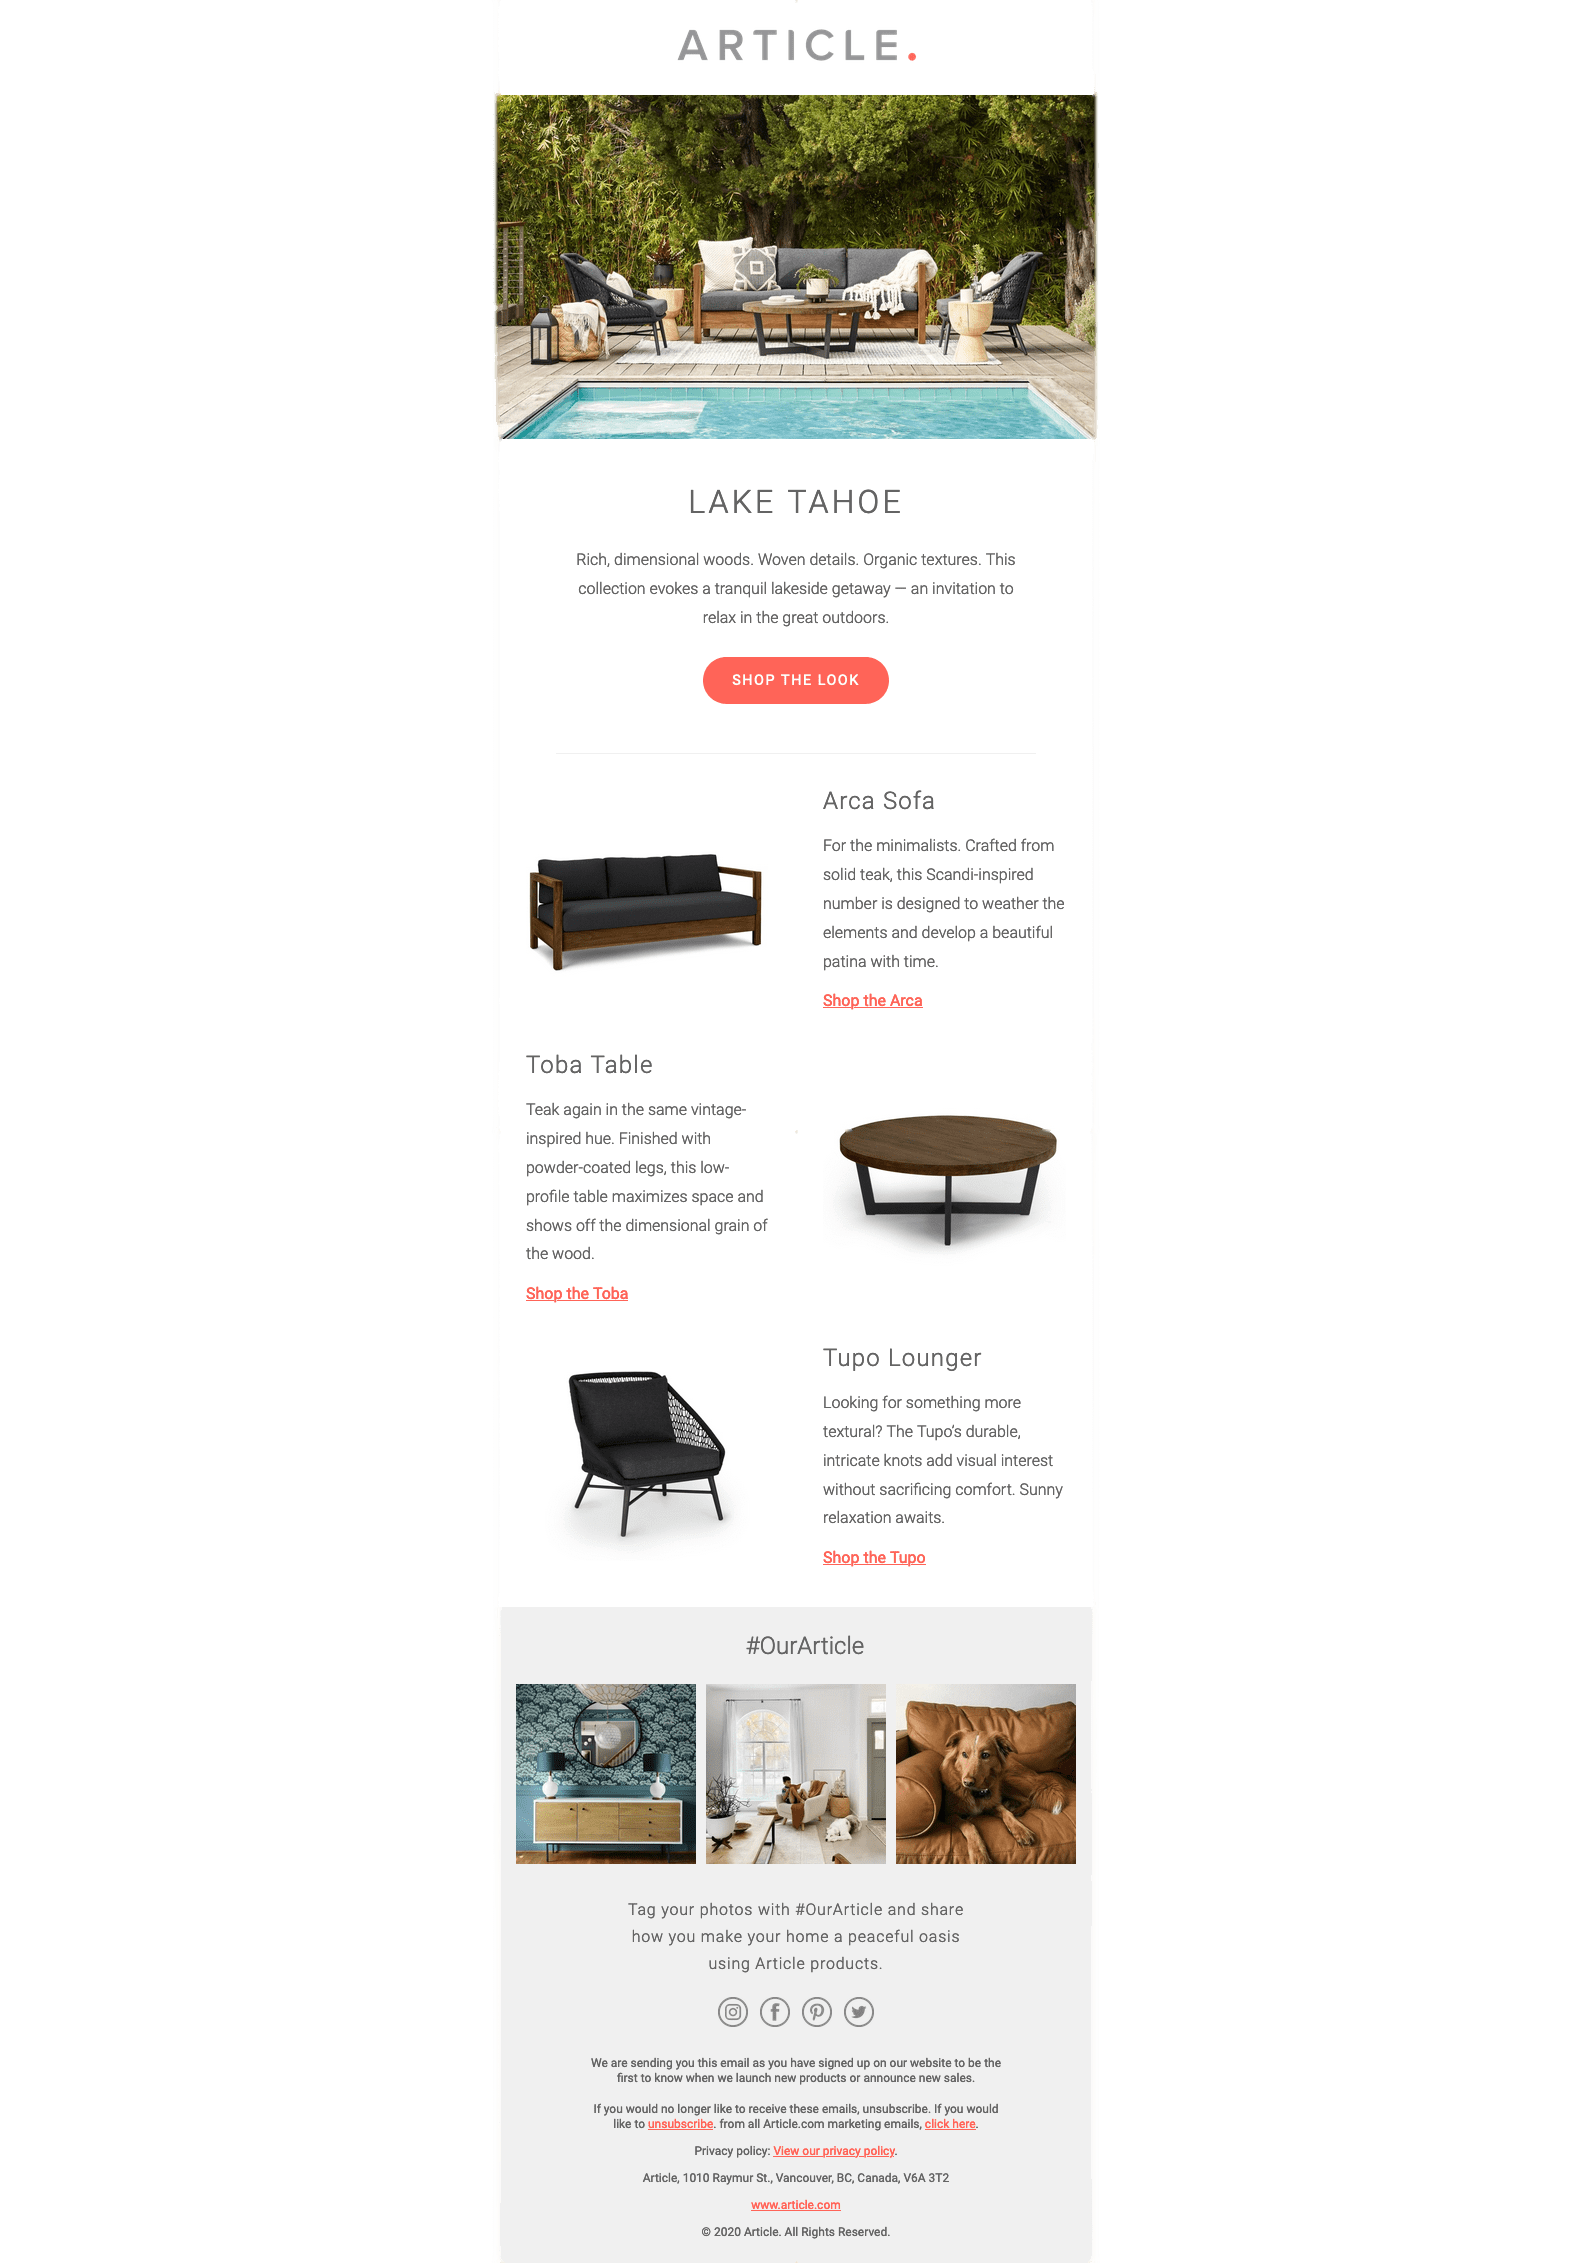 ARTICLE.
LAKE TAHOE
Rich, dimensional woods. Woven details. Organic textures. This
collection evokes a tranquil lakeside getaway — an invitation to
relax in the great outdoors.
SHOP THE LOOK
Arca Sofa
For the minimalists. Crafted from
solid teak, this Scandi-inspired
number is designed to weather the
elements and develop a beautiful
patina with time.
Shop the Arca
Toba Table
Teak again in the same vintage-
inspired hue. Finished with
powder-coated legs, this low-
profile table maximizes space and
shows off the dimensional grain of
the wood.
Shop the Toba
Tupo Lounger
Looking for something more
textural? The Tupo’s durable,
intricate knots add visual interest
without sacrificing comfort. Sunny
relaxation awaits.
Shop the Tupo
#OurArticle
Tag your photos with #OurArticle and share
how you make your home a peaceful oasis
using Article products.
We are sending you this email as you have signed up on our website to be the
first to know when we launch new products or announce new sales.
If you would no longer like to receive these emails, unsubscribe. If you would
like to unsubscribe. from all Article.com marketing emails, click here.
Privacy policy: View our privacy policy.
Article, 1010 Raymur St., Vancouver, BC, Canada, V6A 3T2
www.article.com
© 2020 Article. All Rights Reserved.